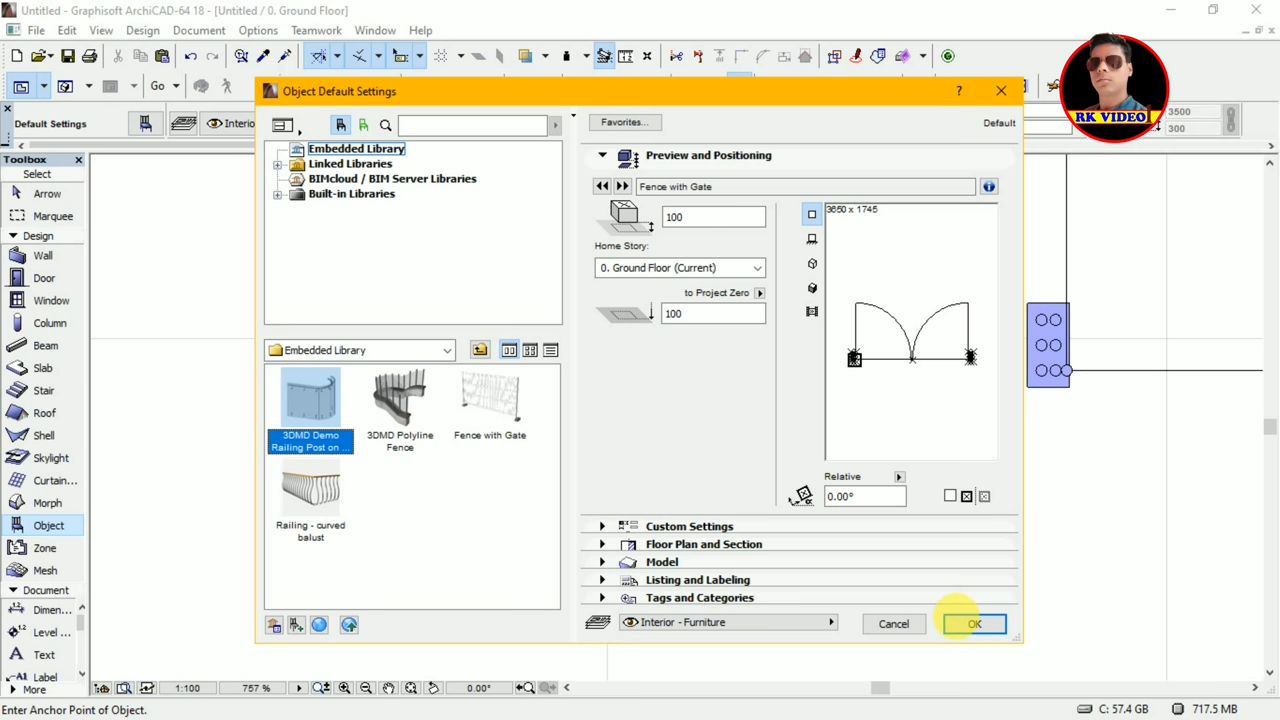 Untitled - Graphisoft ArchiCAD-64 18 - [Untitled / 0. Ground Floor]
File Edit View Design Document Options Teamwork Window Help
Go
Default Settings
Interio
3500
300
RK VIDEO
Toolbox
Select
Arrow
Marquee
Design
Wall
Door
Window
Column
Beam
Slab
Stair
Roof
Shell
Skylight
Curtain...
Morph
Object
Zone
Mesh
Document
Dimen...
Level ...
Text
Label
More
Object Default Settings
?
Embedded Library
Linked Libraries
BIMcloud / BIM Server Libraries
Built-in Libraries
Embedded Library
3DMD Demo
Railing Post on ...
3DMD Polyline
Fence
Fence with Gate
Railing - curved
balust
Favorites...
Default
Preview and Positioning
Fence with Gate
100
Home Story:
0. Ground Floor (Current)
to Project Zero
100
3650 x 1745
Relative
0.00°
Custom Settings
Floor Plan and Section
Model
Listing and Labeling
Tags and Categories
Interior - Furniture
Cancel
OK
1:100
757 %
0.00°
Enter Anchor Point of Object.
C: 57.4 GB
717.5 MB